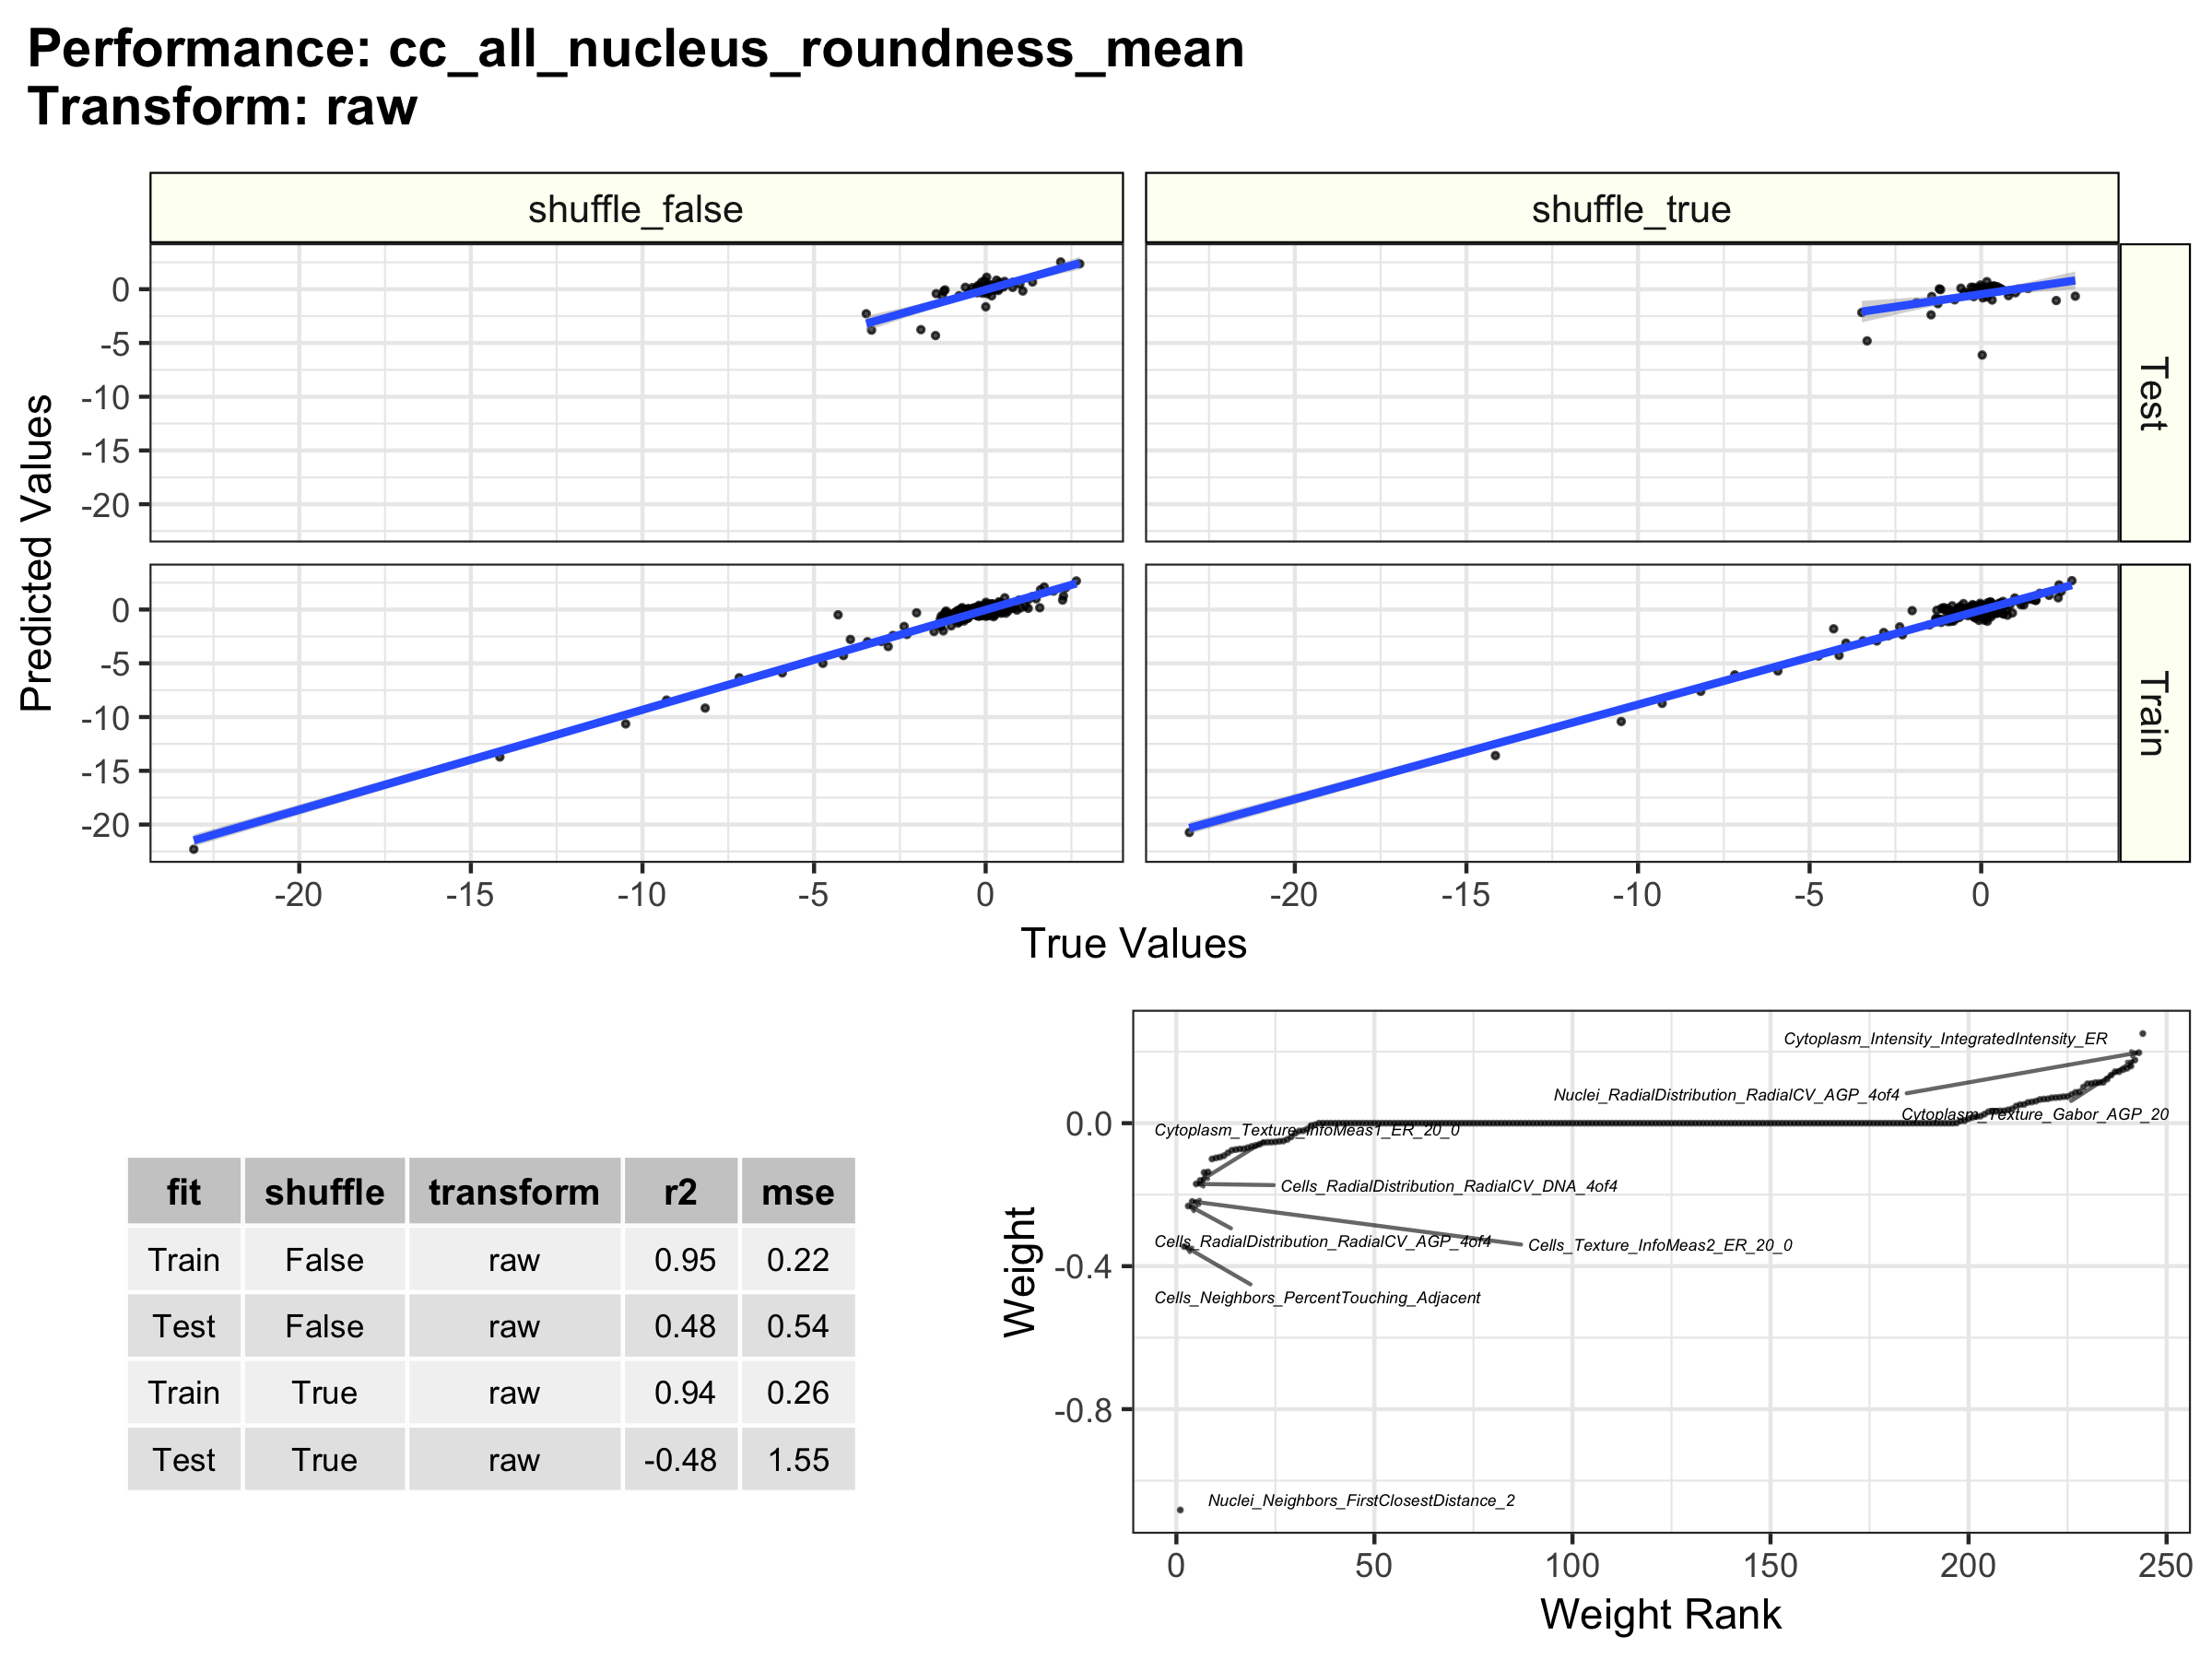 Performance: cc_all_nucleus_roundness_mean
Transform: raw
shuffle_false
shuffle_true
Predicted Values
0
-5
-10
-15
-20
Test
0
-5
-10
-15
-20
Train
-20 -15 -10 -5 0
-20 -15 -10 -5 0
True Values
fit shuffle transform r2 mse
Train False raw 0.95 0.22
Test False raw 0.48 0.54
Train True raw 0.94 0.26
Test True raw -0.48 1.55
Weight
0.0
-0.4
-0.8
Cytoplasm_Intensity_IntegratedIntensity_ER
Nuclei_RadialDistribution_RadialCV_AGP_4of4
Cytoplasm_Texture_Gabor_AGP_20
Cytoplasm_Texture_InfoMeas1_ER_20_0
Cells_RadialDistribution_RadialCV_DNA_4of4
Cells_RadialDistribution_RadialCV_AGP_4of4
Cells_Texture_InfoMeas2_ER_20_0
Cells_Neighbors_PercentTouching_Adjacent
Nuclei_Neighbors_FirstClosestDistance_2
0 50 100 150 200 250
Weight Rank